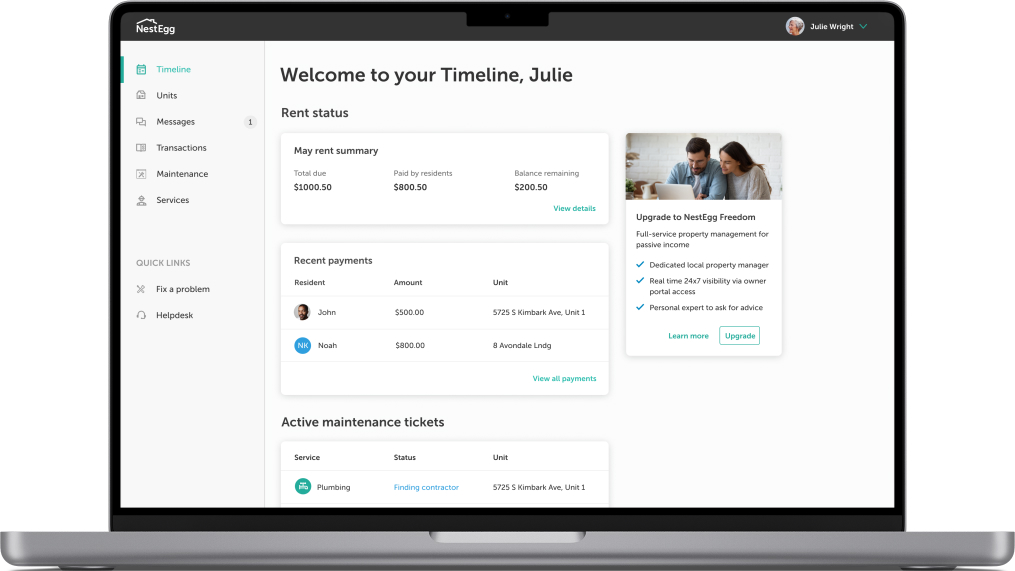 NestEgg
Julie Wright
Timeline
Units
Messages 1
Transactions
Maintenance
Services
QUICK LINKS
Fix a problem
Helpdesk
Welcome to your Timeline, Julie
Rent status
May rent summary
Total due Paid by residents Balance remaining
$1000.50 $800.50 $200.50
View details
Recent payments
Resident Amount Unit
John $500.00 5725 S Kimbark Ave, Unit 1
NK Noah $800.00 8 Avondale Lndg
View all payments
Active maintenance tickets
Service Status Unit
Plumbing Finding contractor 5725 S Kimbark Ave, Unit 1
Upgrade to NestEgg Freedom
Full-service property management for
passive income
Dedicated local property manager
Real time 24x7 visibility via owner
portal access
Personal expert to ask for advice
Learn more Upgrade